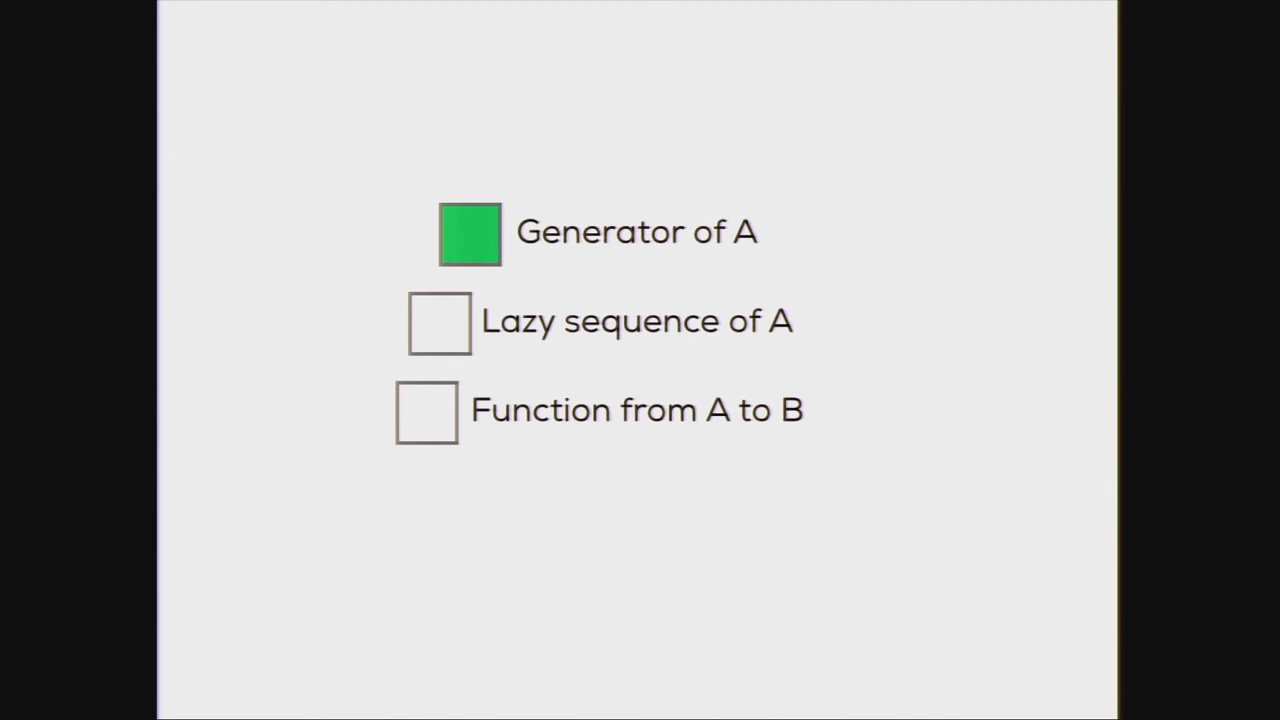 Generator of A
Lazy sequence of A
Function from A to B